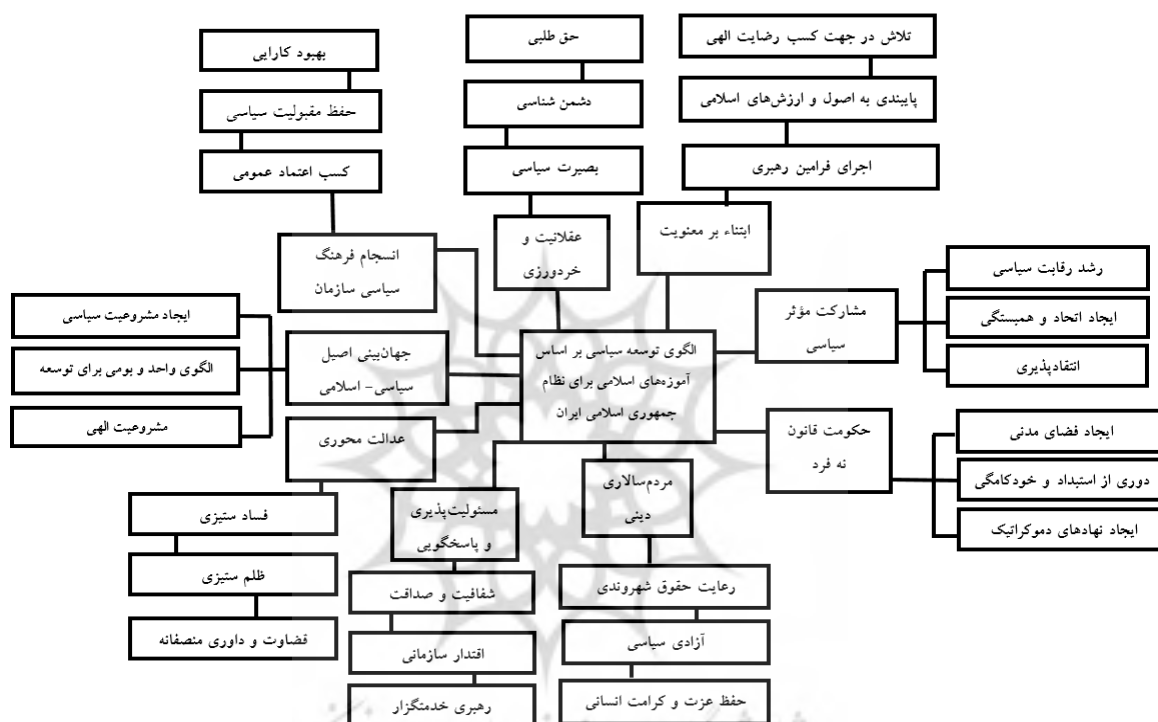 تلاش در جهت کسب رضایت الهی
پایبندی به اصول و ارزش‌های اسلامی
اجرای فرامین رهبری
ابتناء بر معنویت
حق طلبی
دشمن شناسی
بصیرت سیاسی
عقلانیت و
خردورزی
بهبود کارایی
حفظ مقبولیت سیاسی
کسب اعتماد عمومی
انسجام فرهنگ
سیاسی سازمان
رشد رقابت سیاسی
ایجاد اتحاد و همبستگی
انتقادپذیری
مشارکت مؤثر
سیاسی
الگوی توسعه سیاسی بر اساس
آموزه‌های اسلامی برای نظام
جمهوری اسلامی ایران
جهان‌بینی اصیل
سیاسی- اسلامی
ایجاد مشروعیت سیاسی
الگوی واحد و بومی برای توسعه
مشروعیت الهی
حکومت قانون
نه فرد
ایجاد فضای مدنی
دوری از استبداد و خودکامگی
ایجاد نهادهای دموکراتیک
مردم‌سالاری
دینی
رعایت حقوق شهروندی
آزادی سیاسی
حفظ عزت و کرامت انسانی
مسئولیت‌پذیری
و پاسخگویی
شفافیت و صداقت
اقتدار سازمانی
رهبری خدمتگزار
عدالت محوری
فساد ستیزی
ظلم ستیزی
قضاوت و داوری منصفانه